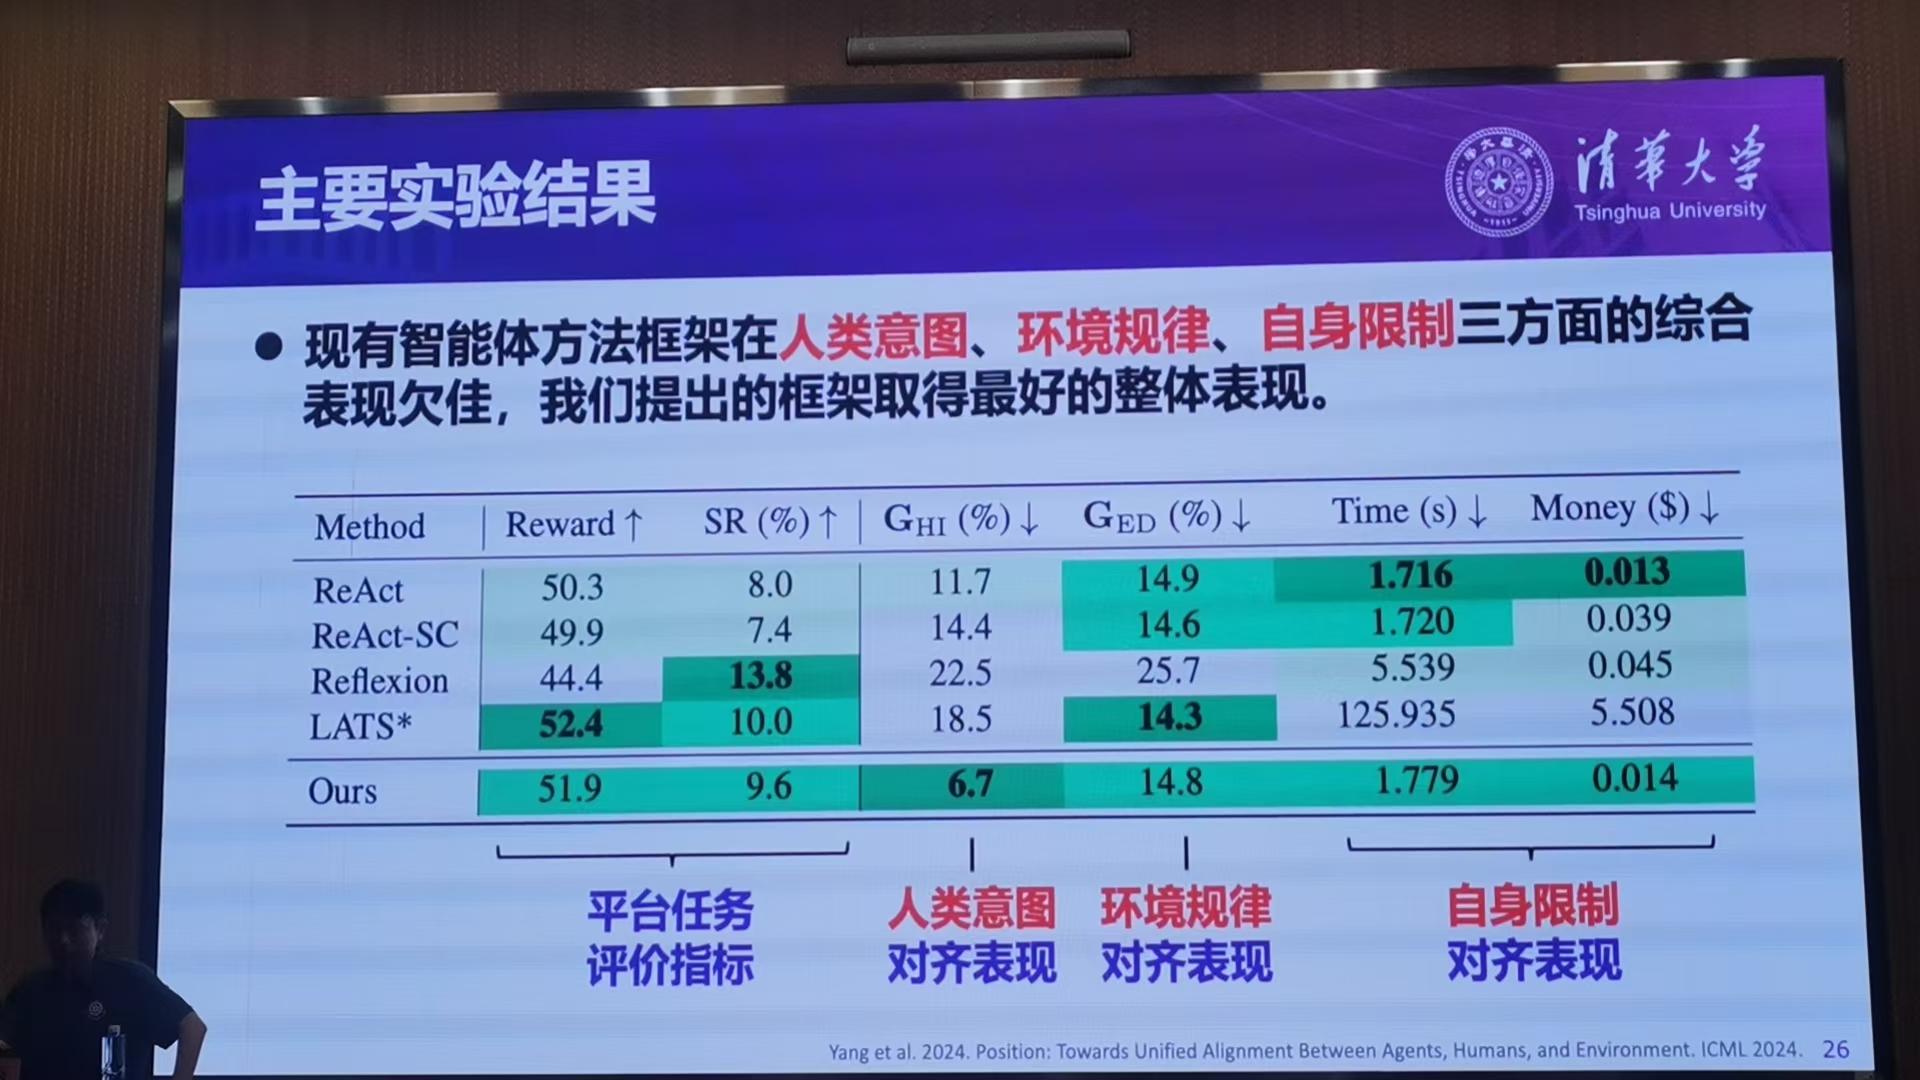 主要实验结果
清华大学
Tsinghua University
● 现有智能体方法框架在人类意图、环境规律、自身限制三方面的综合
表现欠佳，我们提出的框架取得最好的整体表现。
Method Reward ↑ SR (%) ↑ GHI (%) ↓ GED (%) ↓ Time (s) ↓ Money ($) ↓
ReAct 50.3 8.0 11.7 14.9 1.716 0.013
ReAct-SC 49.9 7.4 14.4 14.6 1.720 0.039
Reflexion 44.4 13.8 22.5 25.7 5.539 0.045
LATS* 52.4 10.0 18.5 14.3 125.935 5.508
Ours 51.9 9.6 6.7 14.8 1.779 0.014
平台任务
评价指标
人类意图
对齐表现
环境规律
对齐表现
自身限制
对齐表现
Yang et al. 2024. Position: Towards Unified Alignment Between Agents, Humans, and Environment. ICML 2024. 26